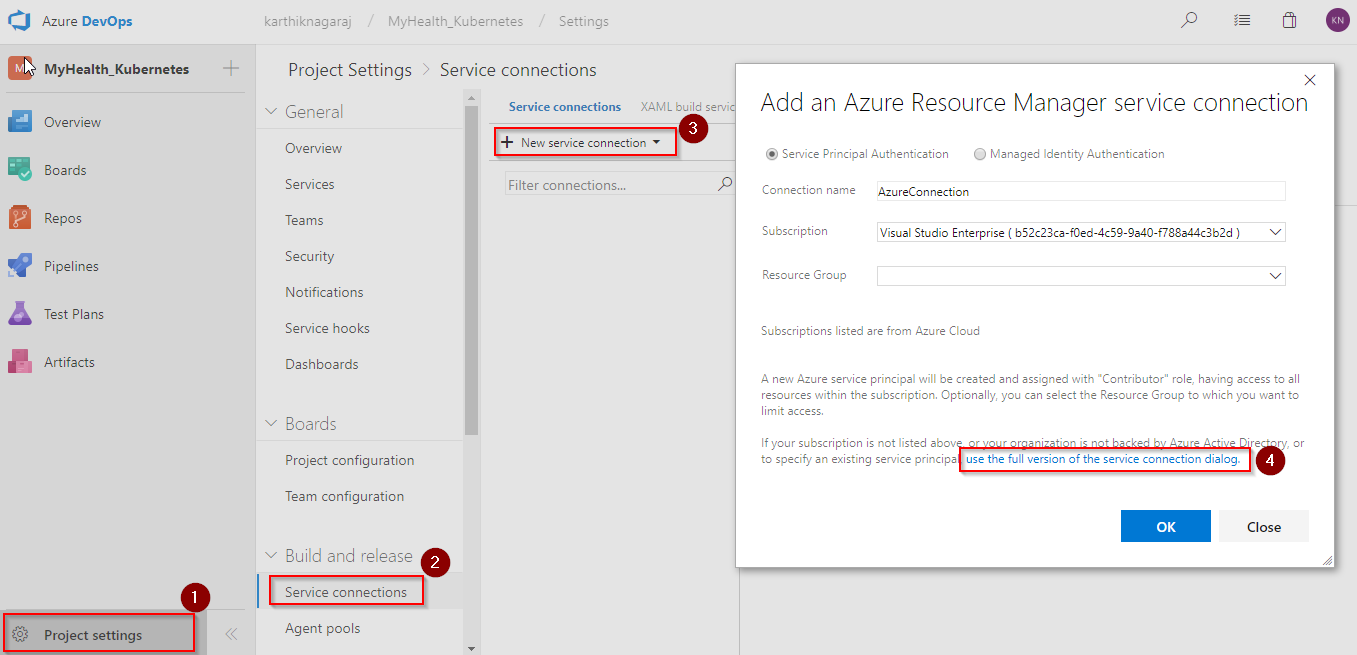 Azure DevOps
karthiknagaraj / MyHealth_Kubernetes / Settings
KN
M
MyHealth_Kubernetes
Overview
Boards
Repos
Pipelines
Test Plans
Artifacts
1
Project settings
Project Settings > Service connections
General
Overview
Services
Teams
Security
Notifications
Service hooks
Dashboards
Boards
Project configuration
Team configuration
Build and release
2
Service connections
Agent pools
Service connections
XAML build servic
3
+ New service connection
Filter connections...
Add an Azure Resource Manager service connection
Service Principal Authentication
Managed Identity Authentication
Connection name
AzureConnection
Subscription
Visual Studio Enterprise ( b52c23ca-f0ed-4c59-9a40-f788a44c3b2d )
Resource Group
Subscriptions listed are from Azure Cloud
A new Azure service principal will be created and assigned with "Contributor" role, having access to all
resources within the subscription. Optionally, you can select the Resource Group to which you want to
limit access.
If your subscription is not listed above, or your organization is not backed by Azure Active Directory, or
to specify an existing service principal, use the full version of the service connection dialog.
4
OK
Close